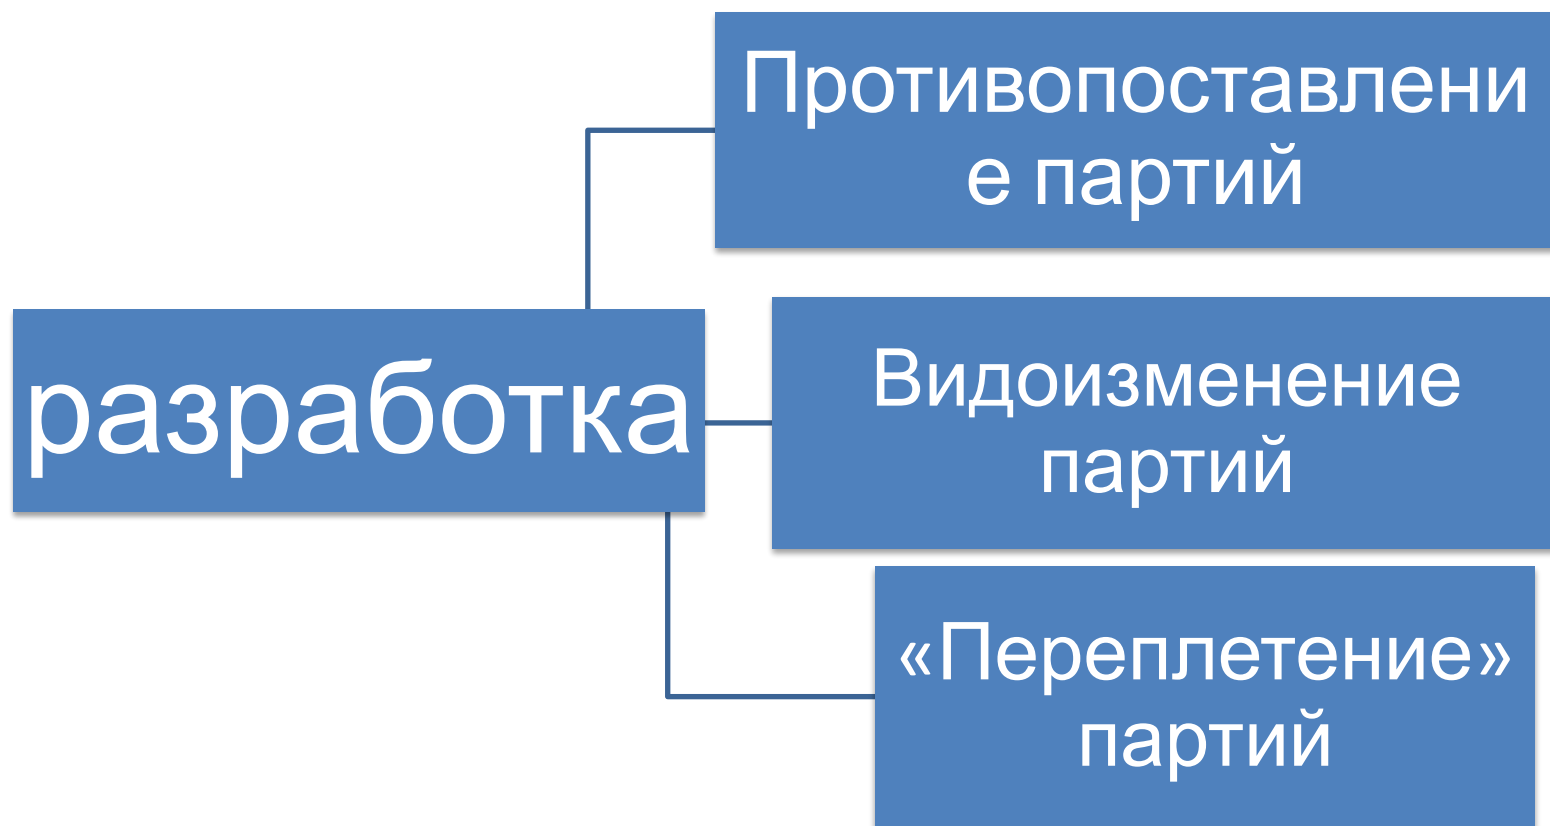 Противопоставлени
е партий
разработка
Видоизменение
партий
«Переплетение»
партий